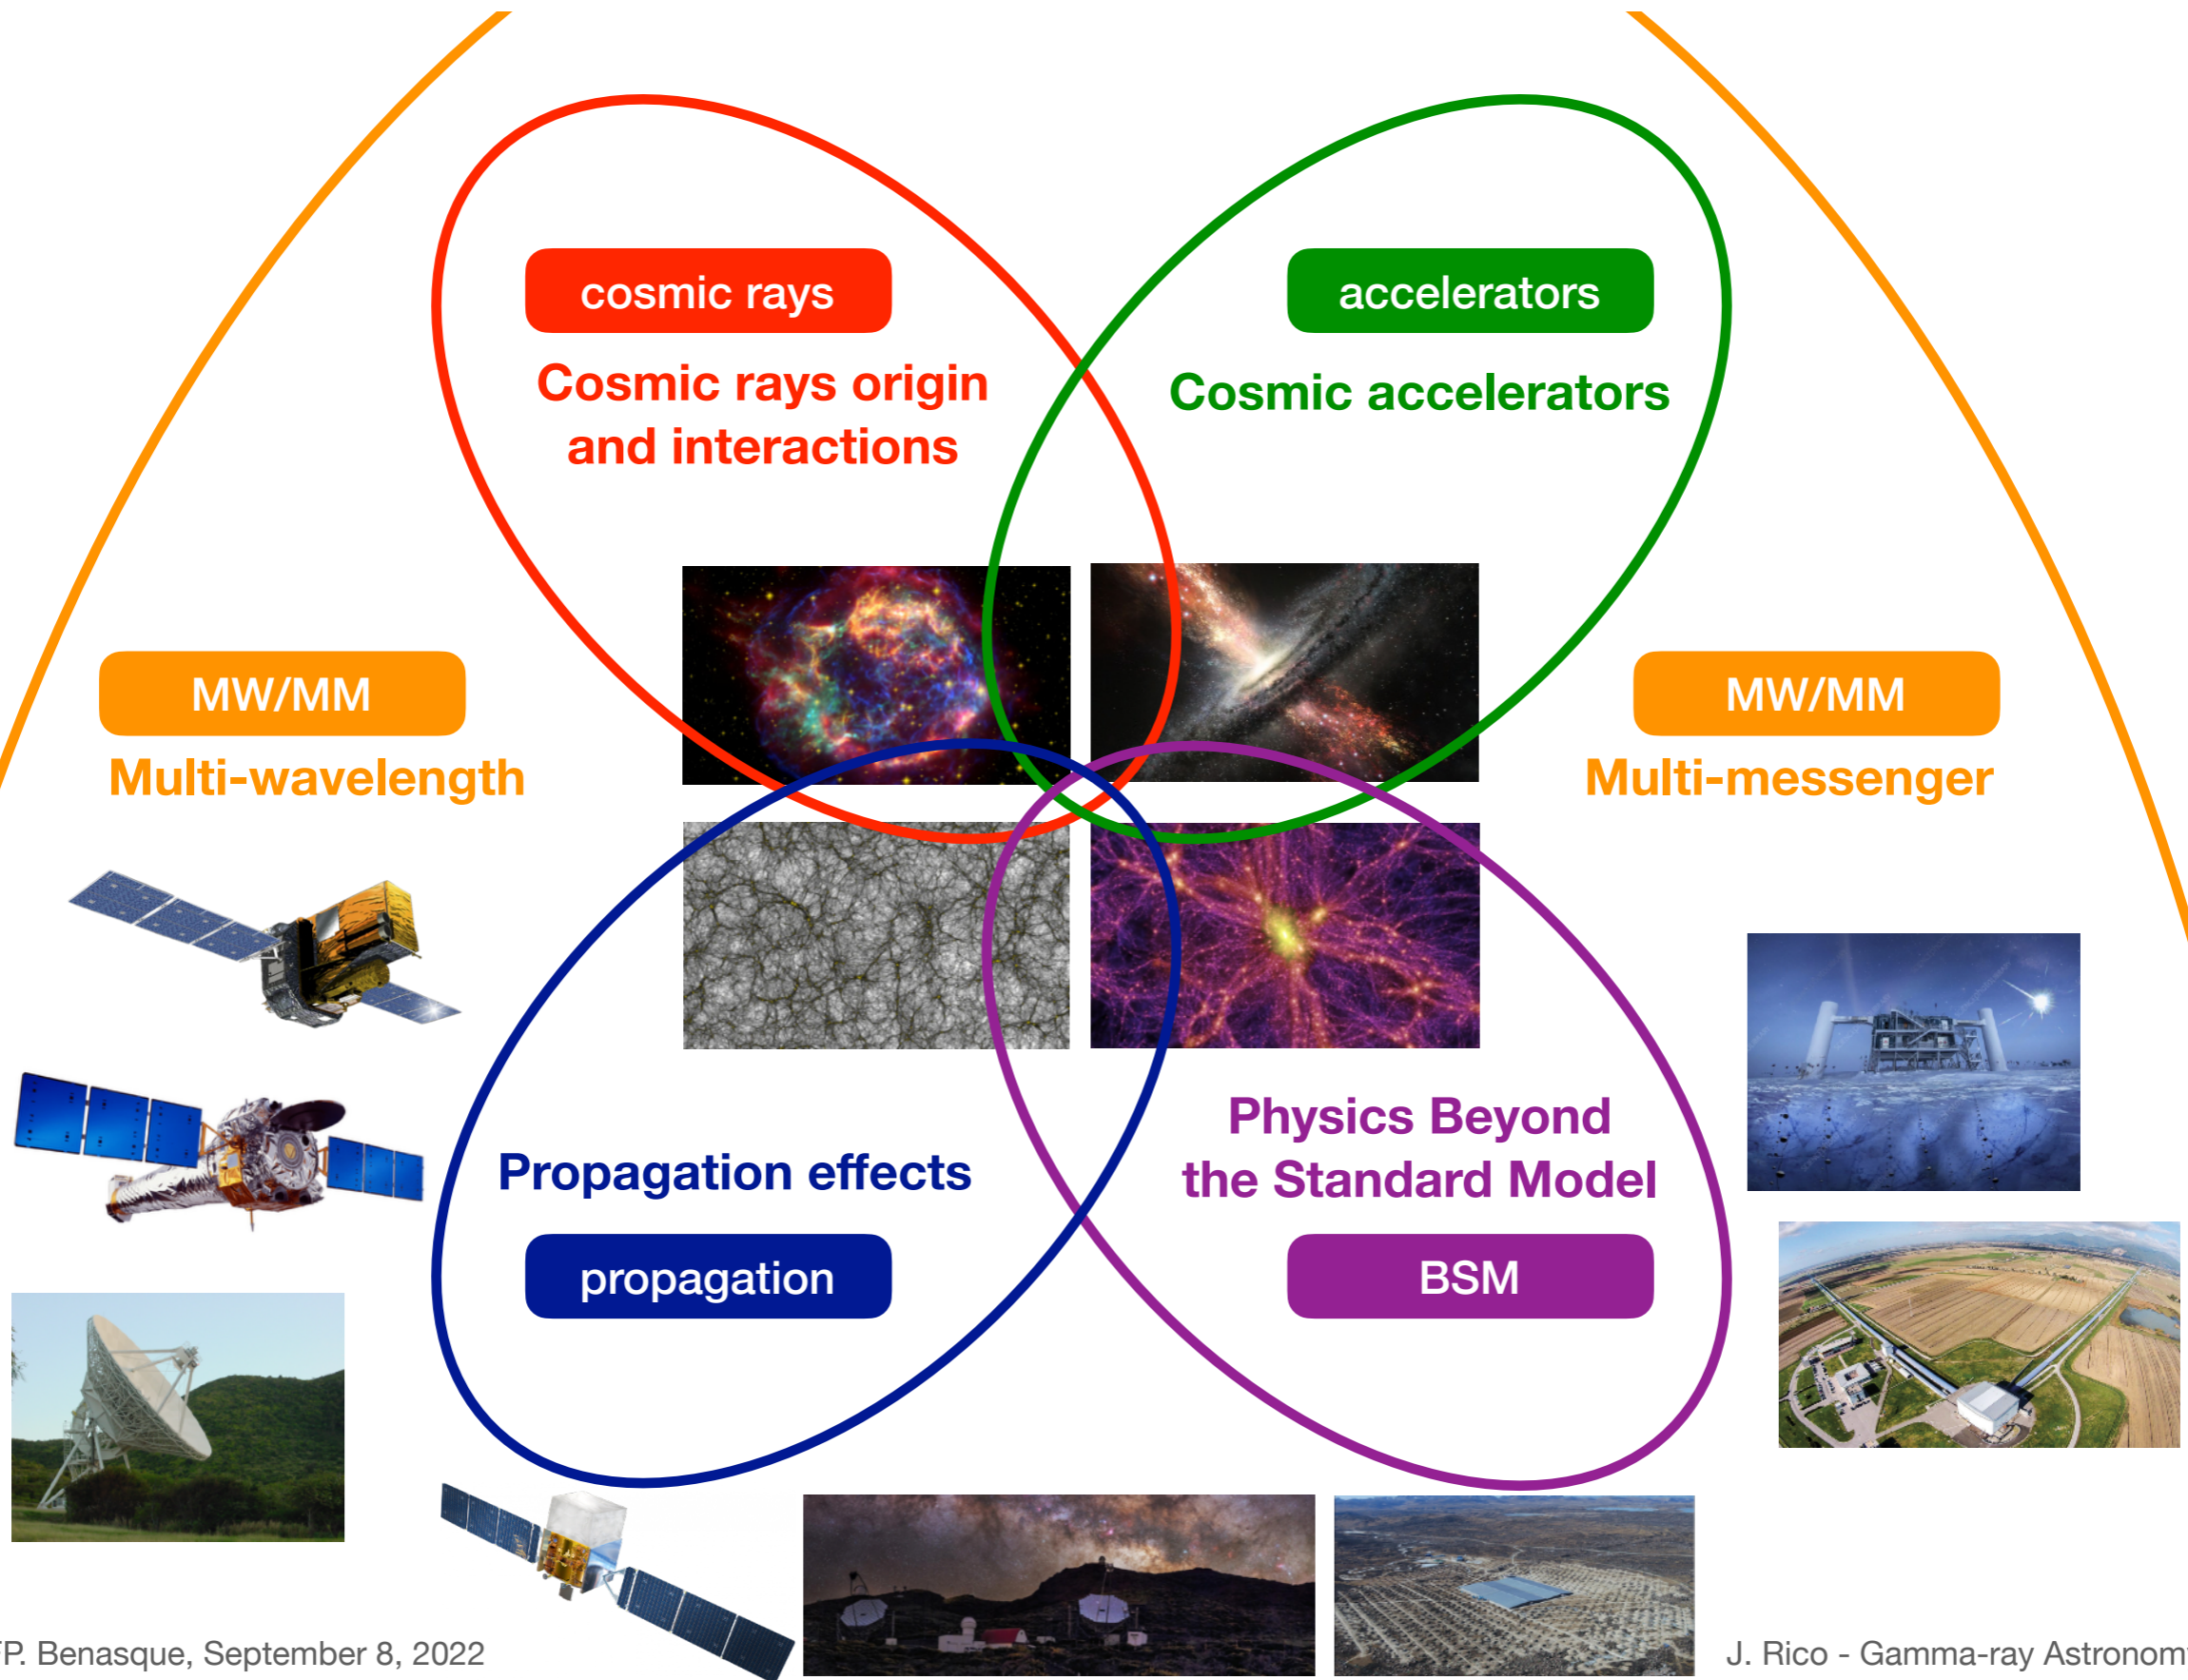 cosmic rays
accelerators
Cosmic rays origin
and interactions
Cosmic accelerators
MW/MM
MW/MM
Multi-wavelength
Multi-messenger
Propagation effects
Physics Beyond
the Standard Model
propagation
BSM
Benasque, September 8, 2022
J. Rico - Gamma-ray Astronomy